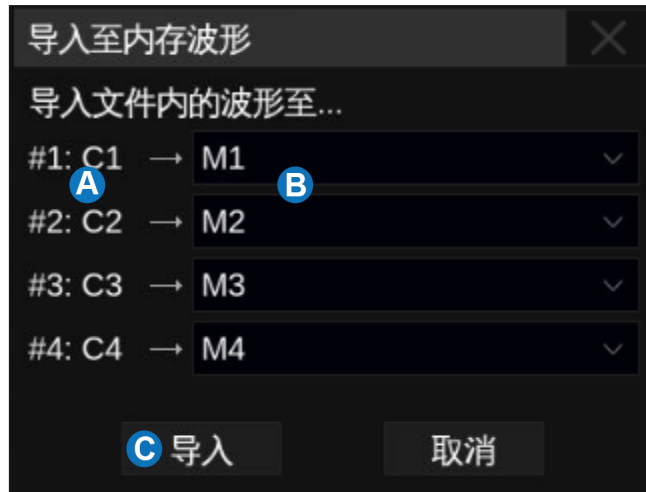 导入至内存波形
导入文件内的波形至...
#1: C1 → M1
A B
#2: C2 → M2
#3: C3 → M3
#4: C4 → M4
C 导入 取消